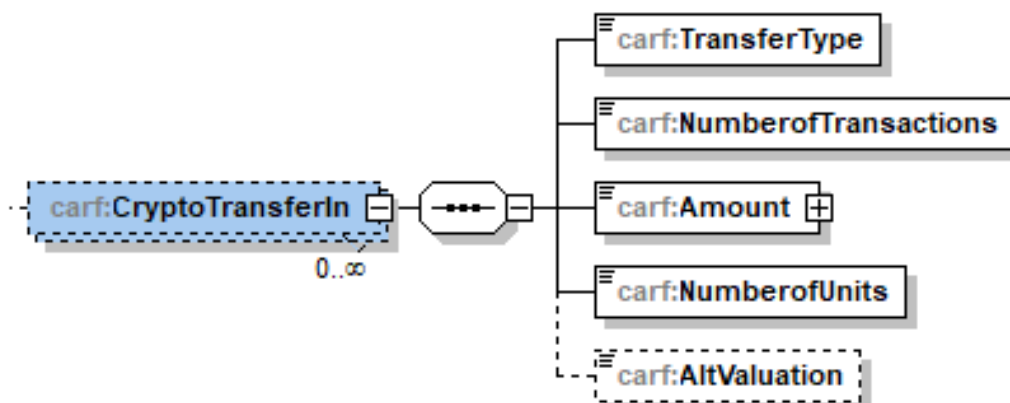 carf:TransferType
carf:NumberofTransactions
carf:CryptoTransferIn
carf:Amount
0..∞
carf:NumberofUnits
carf:AltValuation